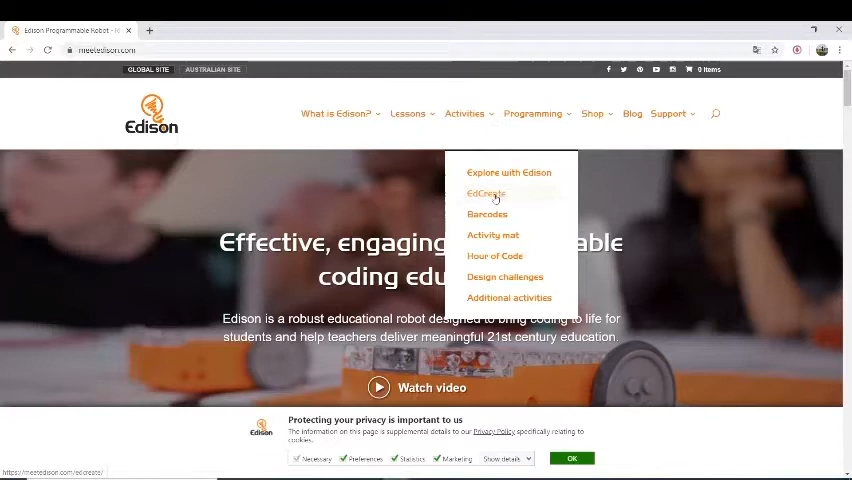 Edison Programmable Robot - Id
meetedison.com
GLOBAL SITE AUSTRALIAN SITE
0 Items
Edison
What is Edison? Lessons Activities Programming Shop Blog Support
Explore with Edison
EdCreate
Barcodes
Activity mat
Hour of Code
Design challenges
Additional activities
Effective, engaging able
coding edu
Edison is a robust educational robot designed to bring coding to life for
students and help teachers deliver meaningful 21st century education.
Watch video
Edison
Protecting your privacy is important to us
The information on this page is supplemental details to our Privacy Policy specifically relating to
cookies.
Necessary Preferences Statistics Marketing Show details OK
https://meetedison.com/edcreate/